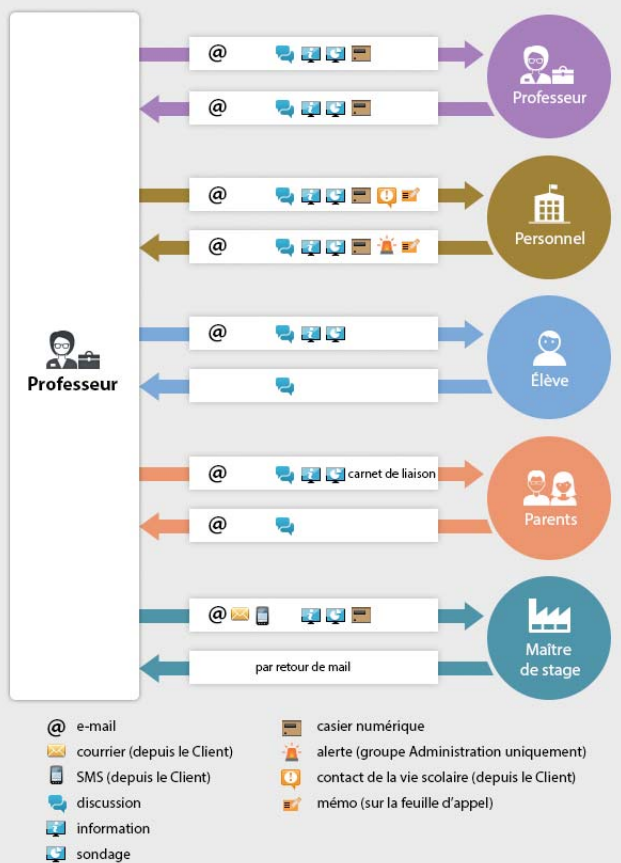 @
Professeur
@
@
Personnel
@
Professeur
@
Élève
@
carnet de liaison
Parents
@
@
Maître
de stage
par retour de mail
@ e-mail
courrier (depuis le Client)
SMS (depuis le Client)
discussion
information
sondage
casier numérique
alerte (groupe Administration uniquement)
contact de la vie scolaire (depuis le Client)
mémo (sur la feuille d'appel)